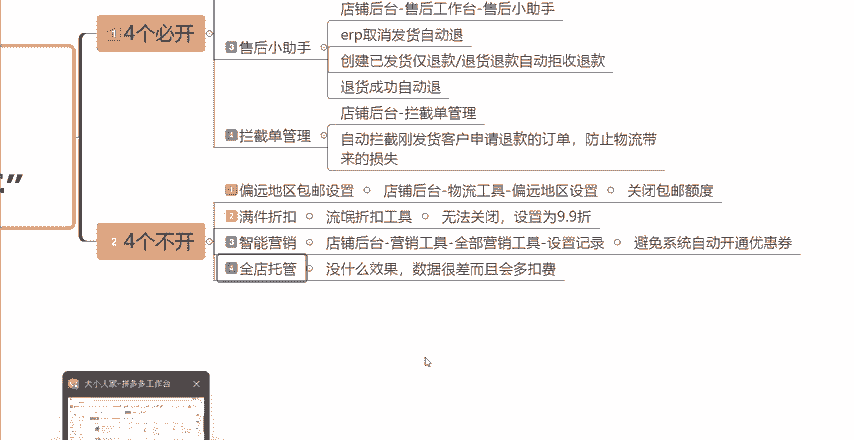 店铺后台-售后工作台-售后小助手
1 4个必开
erp取消发货自动退
3 售后小助手
创建已发货仅退款/退货退款自动拒收退款
退货成功自动退
店铺后台-拦截单管理
4 拦截单管理
自动拦截刚发货客户申请退款的订单，防止物流带
来的损失
”
1 偏远地区包邮设置 店铺后台-物流工具-偏远地区设置 关闭包邮额度
2 满件折扣 流氓折扣工具 无法关闭，设置为9.9折
2 4个不开
3 智能营销 店铺后台-营销工具-全部营销工具-设置记录 避免系统自动开通优惠券
4 全店托管 没什么效果，数据很差而且会多扣费
大小人家-拼多多工作台